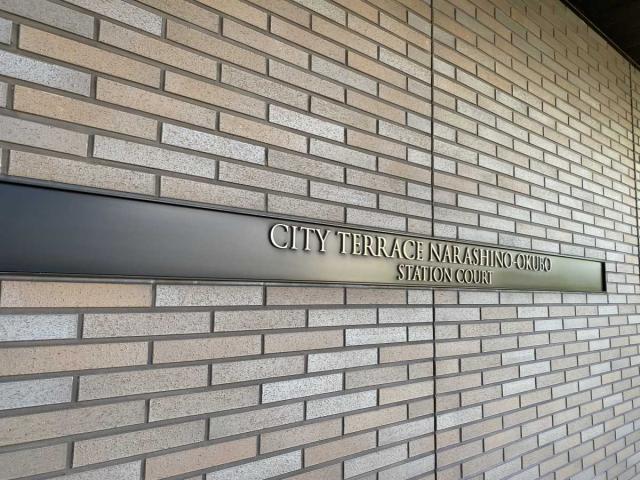 CITY TERRACE NARASHINO-OKUBO
STATION COURT